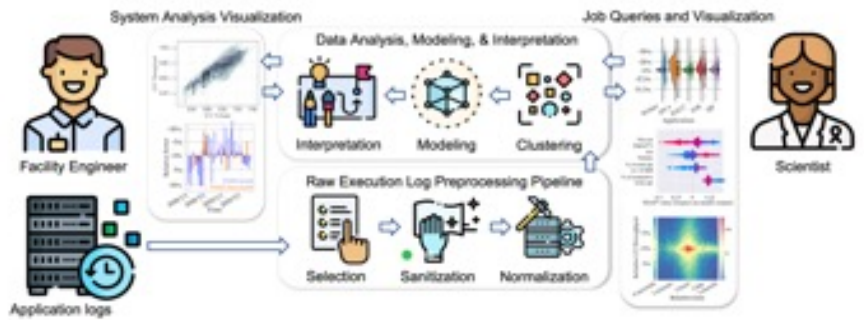 System Analysis Visualization
Job Queries and Visualization
Data Analysis, Modeling, & Interpretation
Interpretation
Modeling
Clustering
Facility Engineer
Scientist
Raw Execution Log Preprocessing Pipeline
Selection
Sanitization
Normalization
Application logs